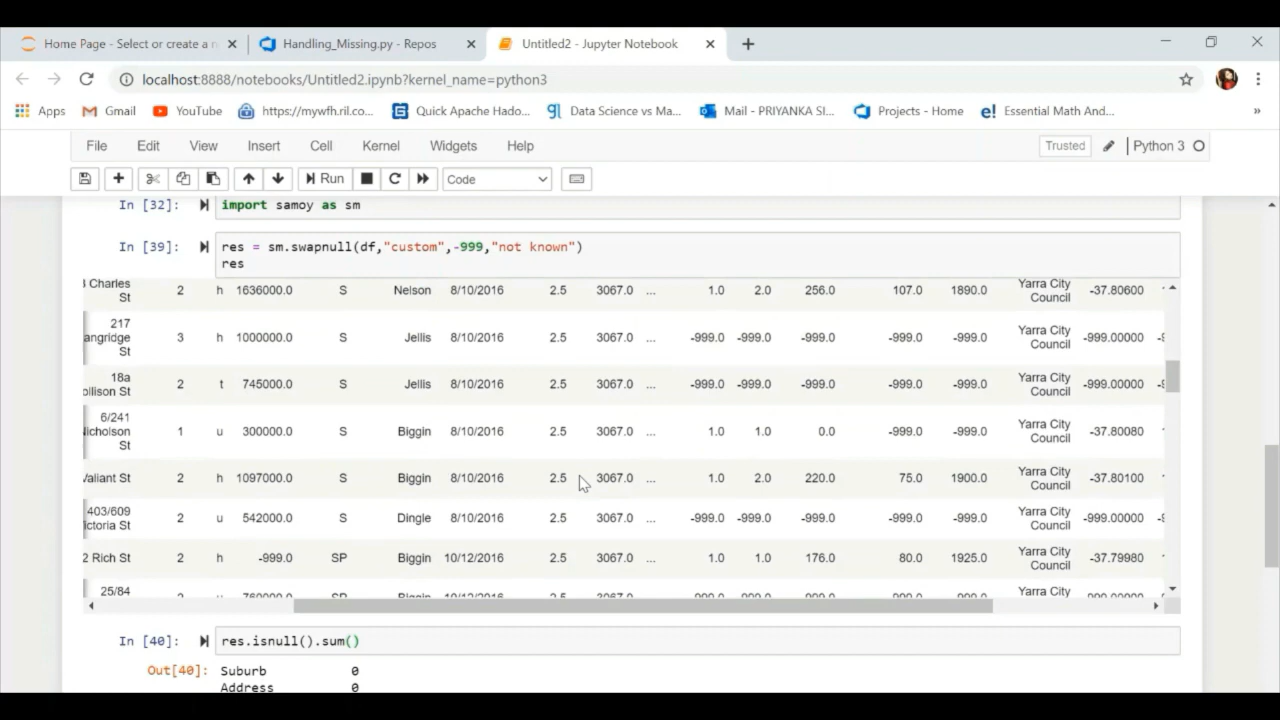 Home Page - Select or create a n
Handling_Missing.py - Repos
Untitled2 - Jupyter Notebook
localhost:8888/notebooks/Untitled2.ipynb?kernel_name=python3
Apps Gmail YouTube https://mywfh.ril.co... Quick Apache Hado... Data Science vs Ma... Mail - PRIYANKA SI... Projects - Home Essential Math And... »
File Edit View Insert Cell Kernel Widgets Help Trusted Python 3
Run Code
In [32]: import samoy as sm
In [39]: res = sm.swapnull(df,"custom",-999,"not known")
res
Charles St 2 h 1636000.0 S Nelson 8/10/2016 2.5 3067.0 ... 1.0 2.0 256.0 107.0 1890.0 Yarra City Council -37.80600
217 angridge St 3 h 1000000.0 S Jellis 8/10/2016 2.5 3067.0 ... -999.0 -999.0 -999.0 -999.0 -999.0 Yarra City Council -999.00000
18a ollison St 2 t 745000.0 S Jellis 8/10/2016 2.5 3067.0 ... -999.0 -999.0 -999.0 -999.0 -999.0 Yarra City Council -999.00000
6/241 Nicholson St 1 u 300000.0 S Biggin 8/10/2016 2.5 3067.0 ... 1.0 1.0 0.0 -999.0 -999.0 Yarra City Council -37.80080
Valiant St 2 h 1097000.0 S Biggin 8/10/2016 2.5 3067.0 ... 1.0 2.0 220.0 75.0 1900.0 Yarra City Council -37.80100
403/609 ictoria St 2 u 542000.0 S Dingle 8/10/2016 2.5 3067.0 ... -999.0 -999.0 -999.0 -999.0 -999.0 Yarra City Council -999.00000
2 Rich St 2 h -999.0 SP Biggin 10/12/2016 2.5 3067.0 ... 1.0 1.0 176.0 80.0 1925.0 Yarra City Council -37.79980
25/84 Yarra City
In [40]: res.isnull().sum()
Out[40]: Suburb 0
Address 0